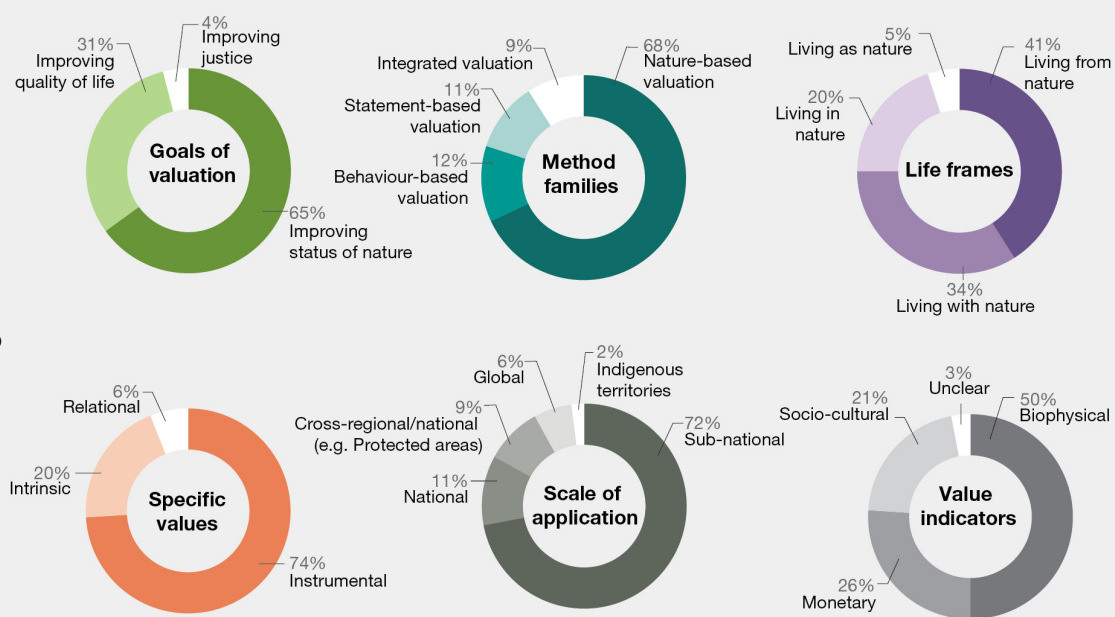 4%
Improving
justice
31%
Improving
quality of life
Goals of
valuation
65%
Improving
status of nature
9%
Integrated valuation
68%
Nature-based
valuation
11%
Statement-based
valuation
12%
Behaviour-based
valuation
Method
families
5%
Living as nature
41%
Living from
nature
20%
Living in
nature
Life frames
34%
Living with nature
6%
Relational
20%
Intrinsic
Specific
values
74%
Instrumental
6%
Global
2%
Indigenous
territories
9%
Cross-regional/national
(e.g. Protected areas)
72%
Sub-national
11%
National
Scale of
application
3%
Unclear
50%
Biophysical
21%
Socio-cultural
Value
indicators
26%
Monetary